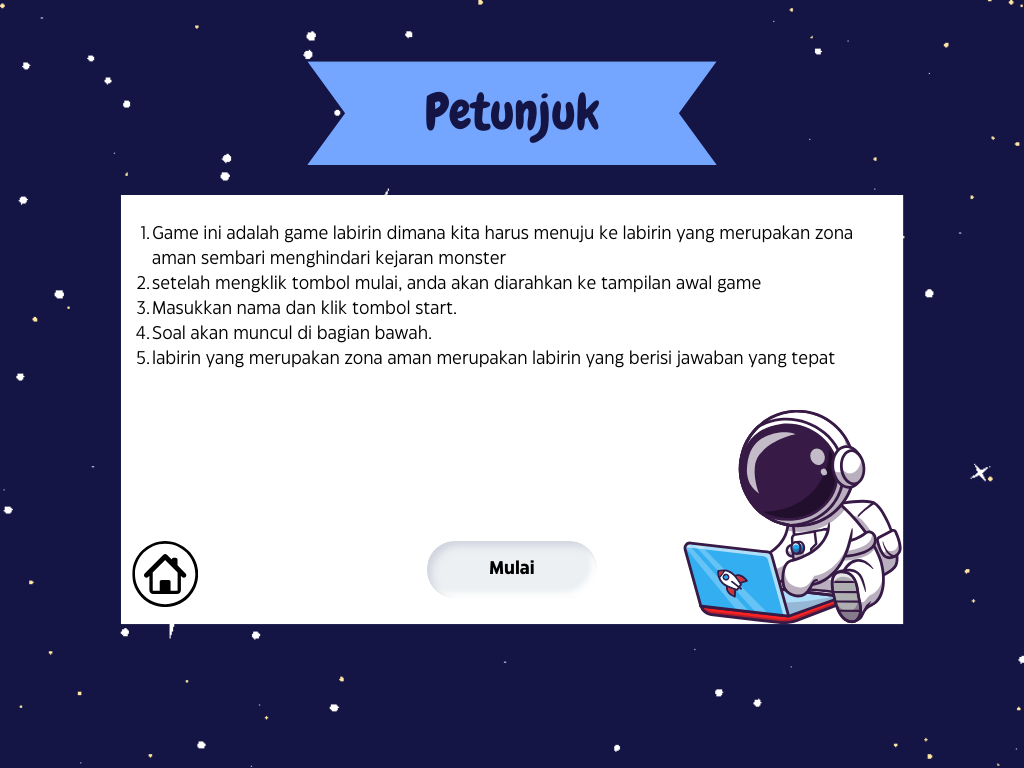 Petunjuk
1. Game ini adalah game labirin dimana kita harus menuju ke labirin yang merupakan zona
aman sembari menghindari kejaran monster
2. setelah mengklik tombol mulai, anda akan diarahkan ke tampilan awal game
3. Masukkan nama dan klik tombol start.
4. Soal akan muncul di bagian bawah.
5. labirin yang merupakan zona aman merupakan labirin yang berisi jawaban yang tepat
Mulai